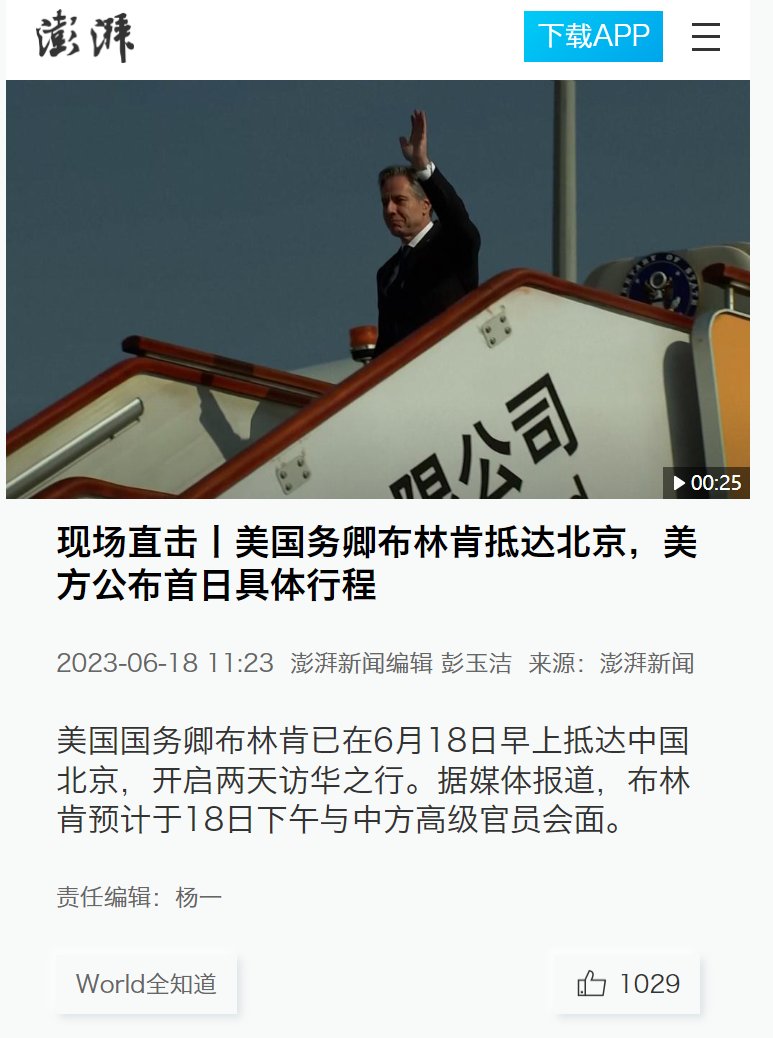 澎湃
下载APP
ARY OF STA
限公司
00:25
现场直击丨美国务卿布林肯抵达北京，美
方公布首日具体行程
2023-06-18 11:23 澎湃新闻编辑 彭玉洁 来源：澎湃新闻
美国国务卿布林肯已在6月18日早上抵达中国
北京，开启两天访华之行。据媒体报道，布林
肯预计于18日下午与中方高级官员会面。
责任编辑：杨一
World全知道
1029